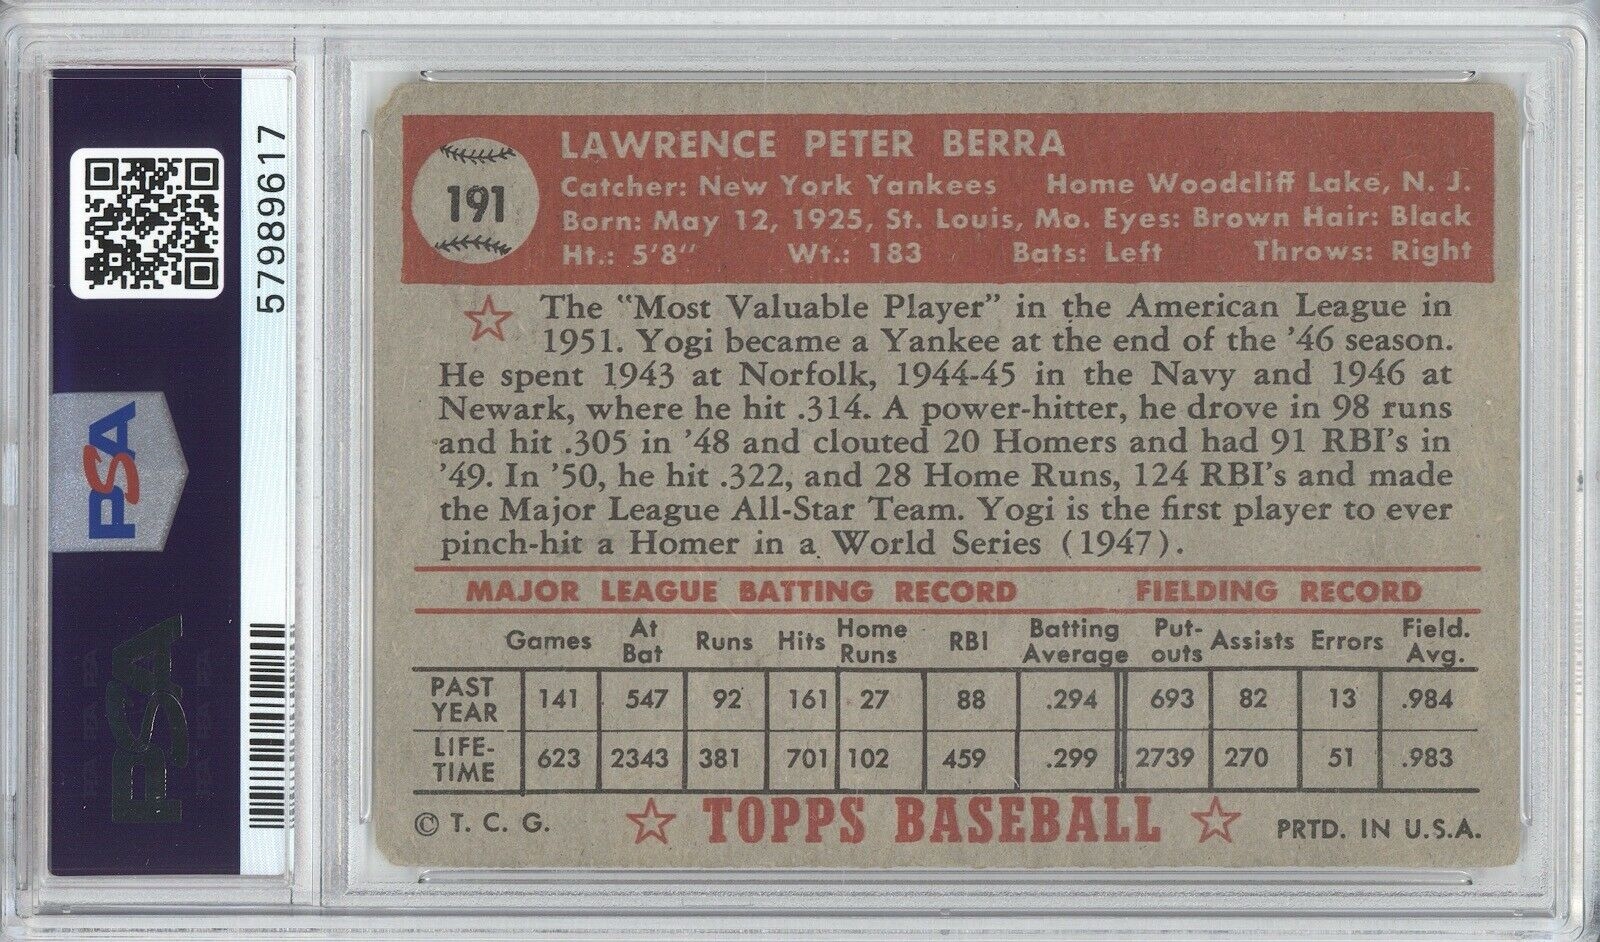 57989617
PSA
PSA
191
LAWRENCE PETER BERRA
Catcher: New York Yankees Home Woodcliff Lake, N. J.
Born: May 12, 1925, St. Louis, Mo. Eyes: Brown Hair: Black
Ht.: 5'8" Wt.: 183 Bats: Left Throws: Right
The "Most Valuable Player" in the American League in
1951. Yogi became a Yankee at the end of the '46 season.
He spent 1943 at Norfolk, 1944-45 in the Navy and 1946 at
Newark, where he hit .314. A power-hitter, he drove in 98 runs
and hit .305 in '48 and clouted 20 Homers and had 91 RBI's in
'49. In '50, he hit .322, and 28 Home Runs, 124 RBI's and made
the Major League All-Star Team. Yogi is the first player to ever
pinch-hit a Homer in a World Series (1947).
MAJOR LEAGUE BATTING RECORD FIELDING RECORD
Games At Bat Runs Hits Home Runs RBI Batting Average Put-outs Assists Errors Field. Avg.
PAST YEAR 141 547 92 161 27 88 .294 693 82 13 .984
LIFE-TIME 623 2343 381 701 102 459 .299 2739 270 51 .983
© T. C. G. TOPPS BASEBALL PRTD. IN U.S.A.